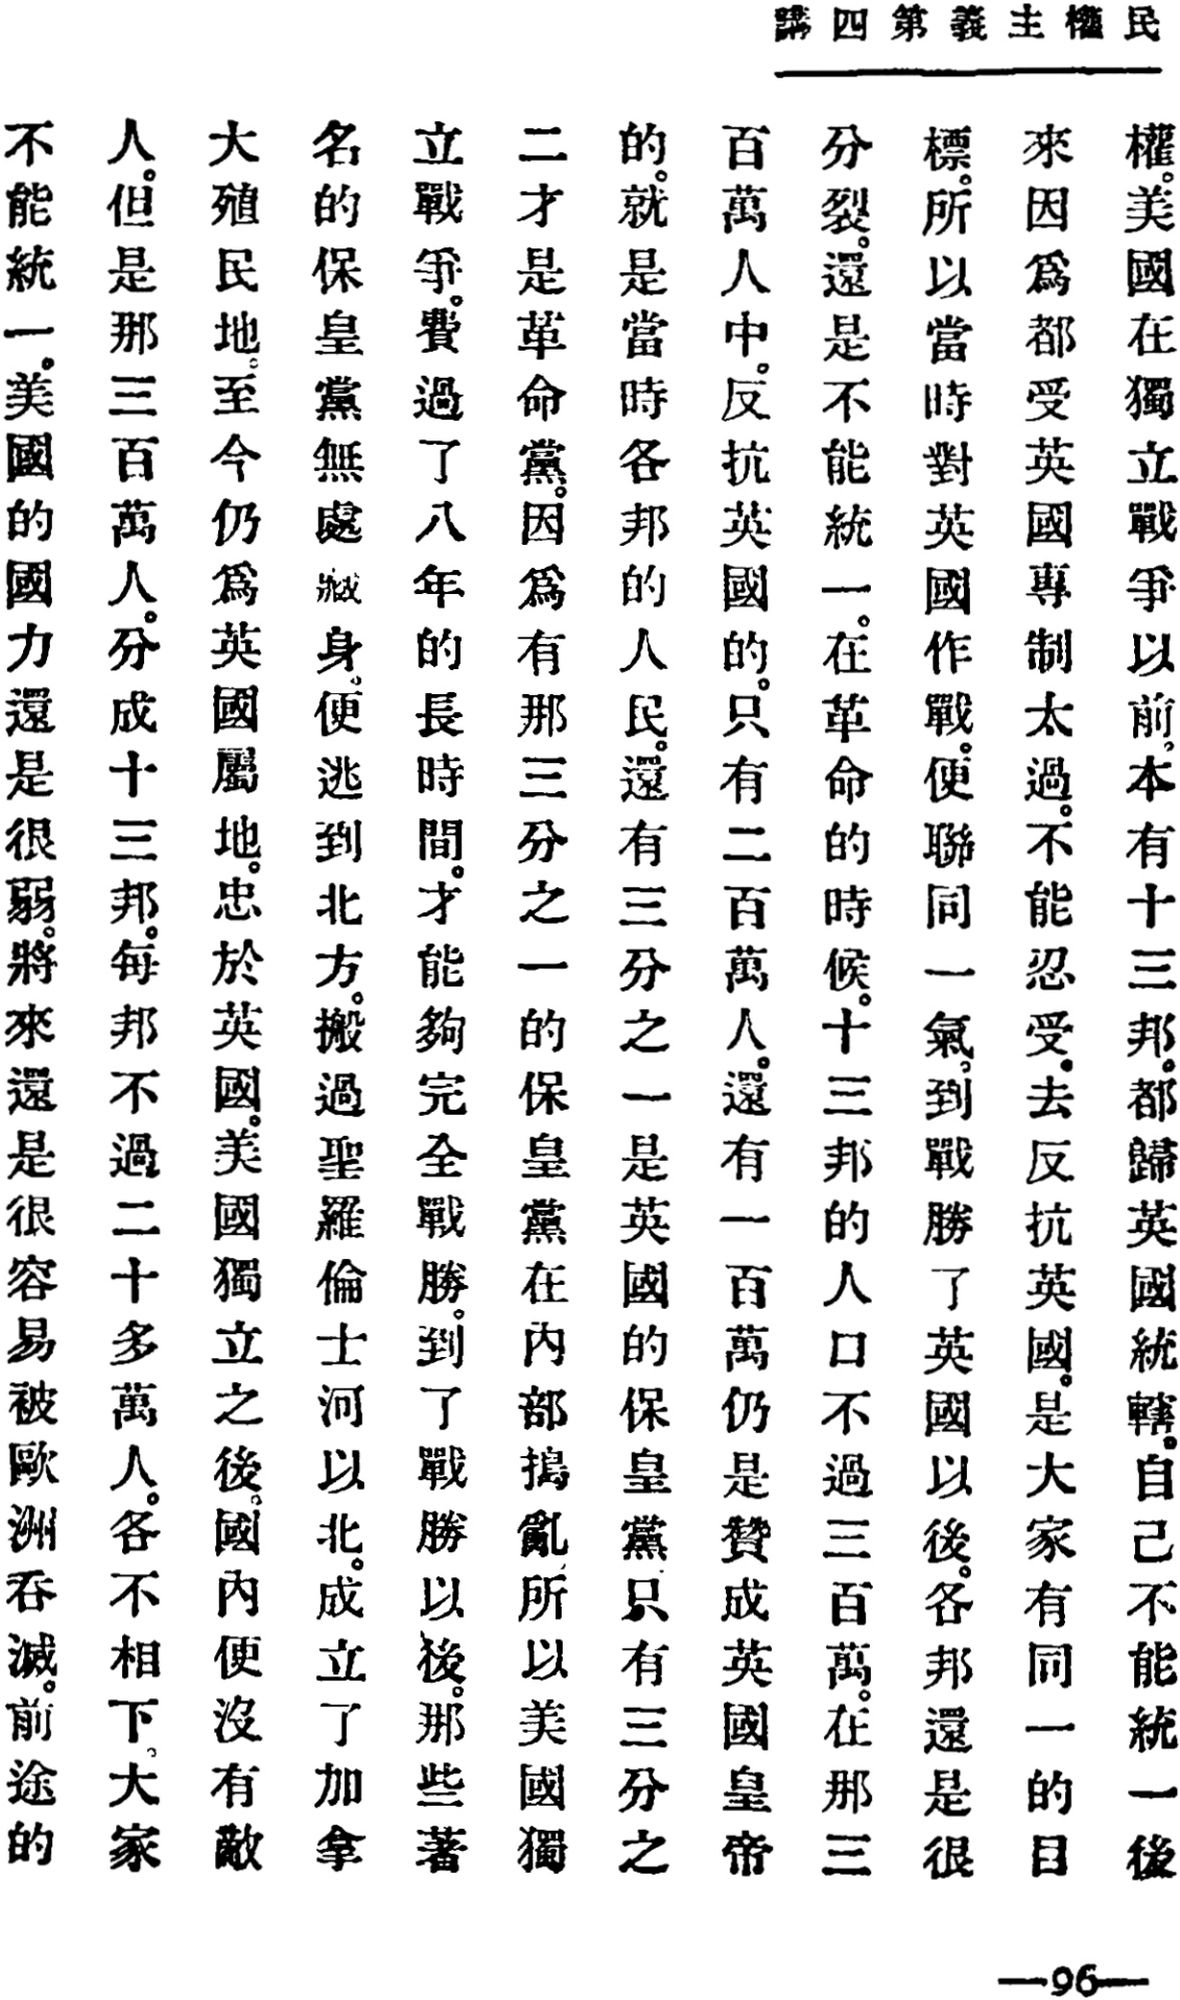 民權主義第四講
權。美國在獨立戰爭以前、本有十三邦。都歸英國統轄。自己不能統一後
來因爲都受英國專制太過。不能忍受。去反抗英國。是大家有同一的目
標。所以當時對英國作戰。便聯同一氣、到戰勝了英國以後。各邦還是很
分裂。還是不能統一。在革命的時候。十三邦的人口不過三百萬。在那三
百萬人中。反抗英國的。只有二百萬人。還有一百萬仍是贊成英國皇帝
的。就是當時各邦的人民。還有三分之一是英國的保皇黨、只有三分之
二才是革命黨。因爲有那三分之一的保皇黨在內部搗亂、所以美國獨
立戰爭。費過了八年的長時間。才能夠完全戰勝。到了戰勝以後。那些著
名的保皇黨無處藏身、便逃到北方。搬過聖羅倫士河以北。成立了加拿
大殖民地、至今仍爲英國屬地。忠於英國。美國獨立之後、國內便沒有敵
人。但是那三百萬人。分成十三邦。每邦不過二十多萬人。各不相下、大家
不能統一。美國的國力還是很弱。將來還是很容易被歐洲吞滅。前途的
—96—